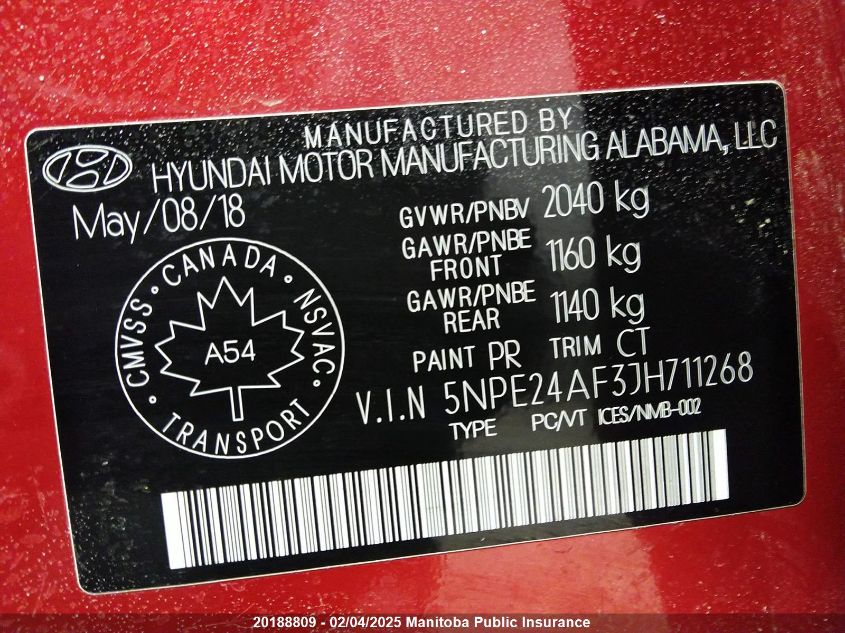 MANUFACTURED BY
HYUNDAI MOTOR MANUFACTURING ALABAMA, LLC
May/08/18
GVWR/PNBV 2040 kg
GAWR/PNBE FRONT 1160 kg
GAWR/PNBE REAR 1140 kg
PAINT PR TRIM CT
V.I.N 5NPE24AF3JH711268
TYPE PC/VT ICES/NMB-002
CMVSS • CANADA • NSVAC • TRANSPORT
A54
20188809 - 02/04/2025 Manitoba Public Insurance